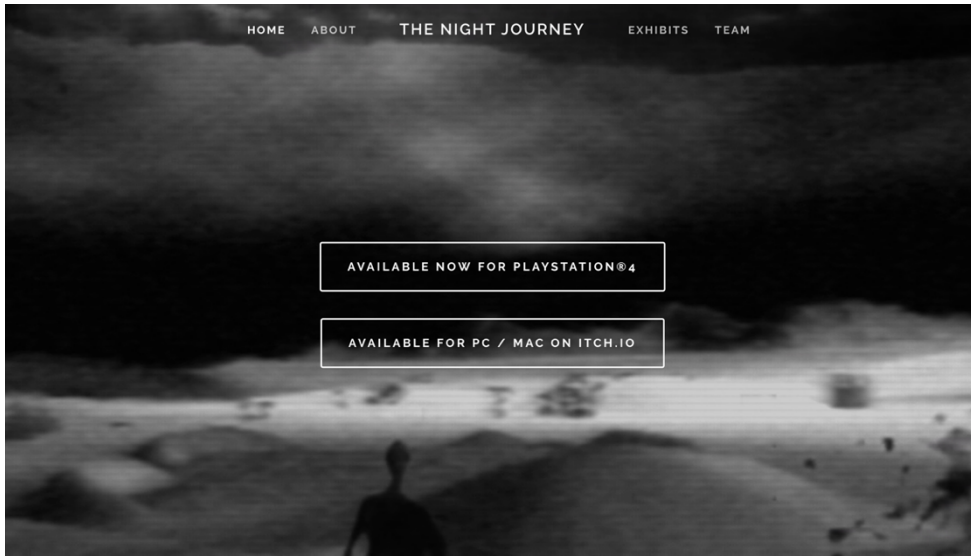 HOME ABOUT THE NIGHT JOURNEY EXHIBITS TEAM
AVAILABLE NOW FOR PLAYSTATION®4
AVAILABLE FOR PC / MAC ON ITCH.IO